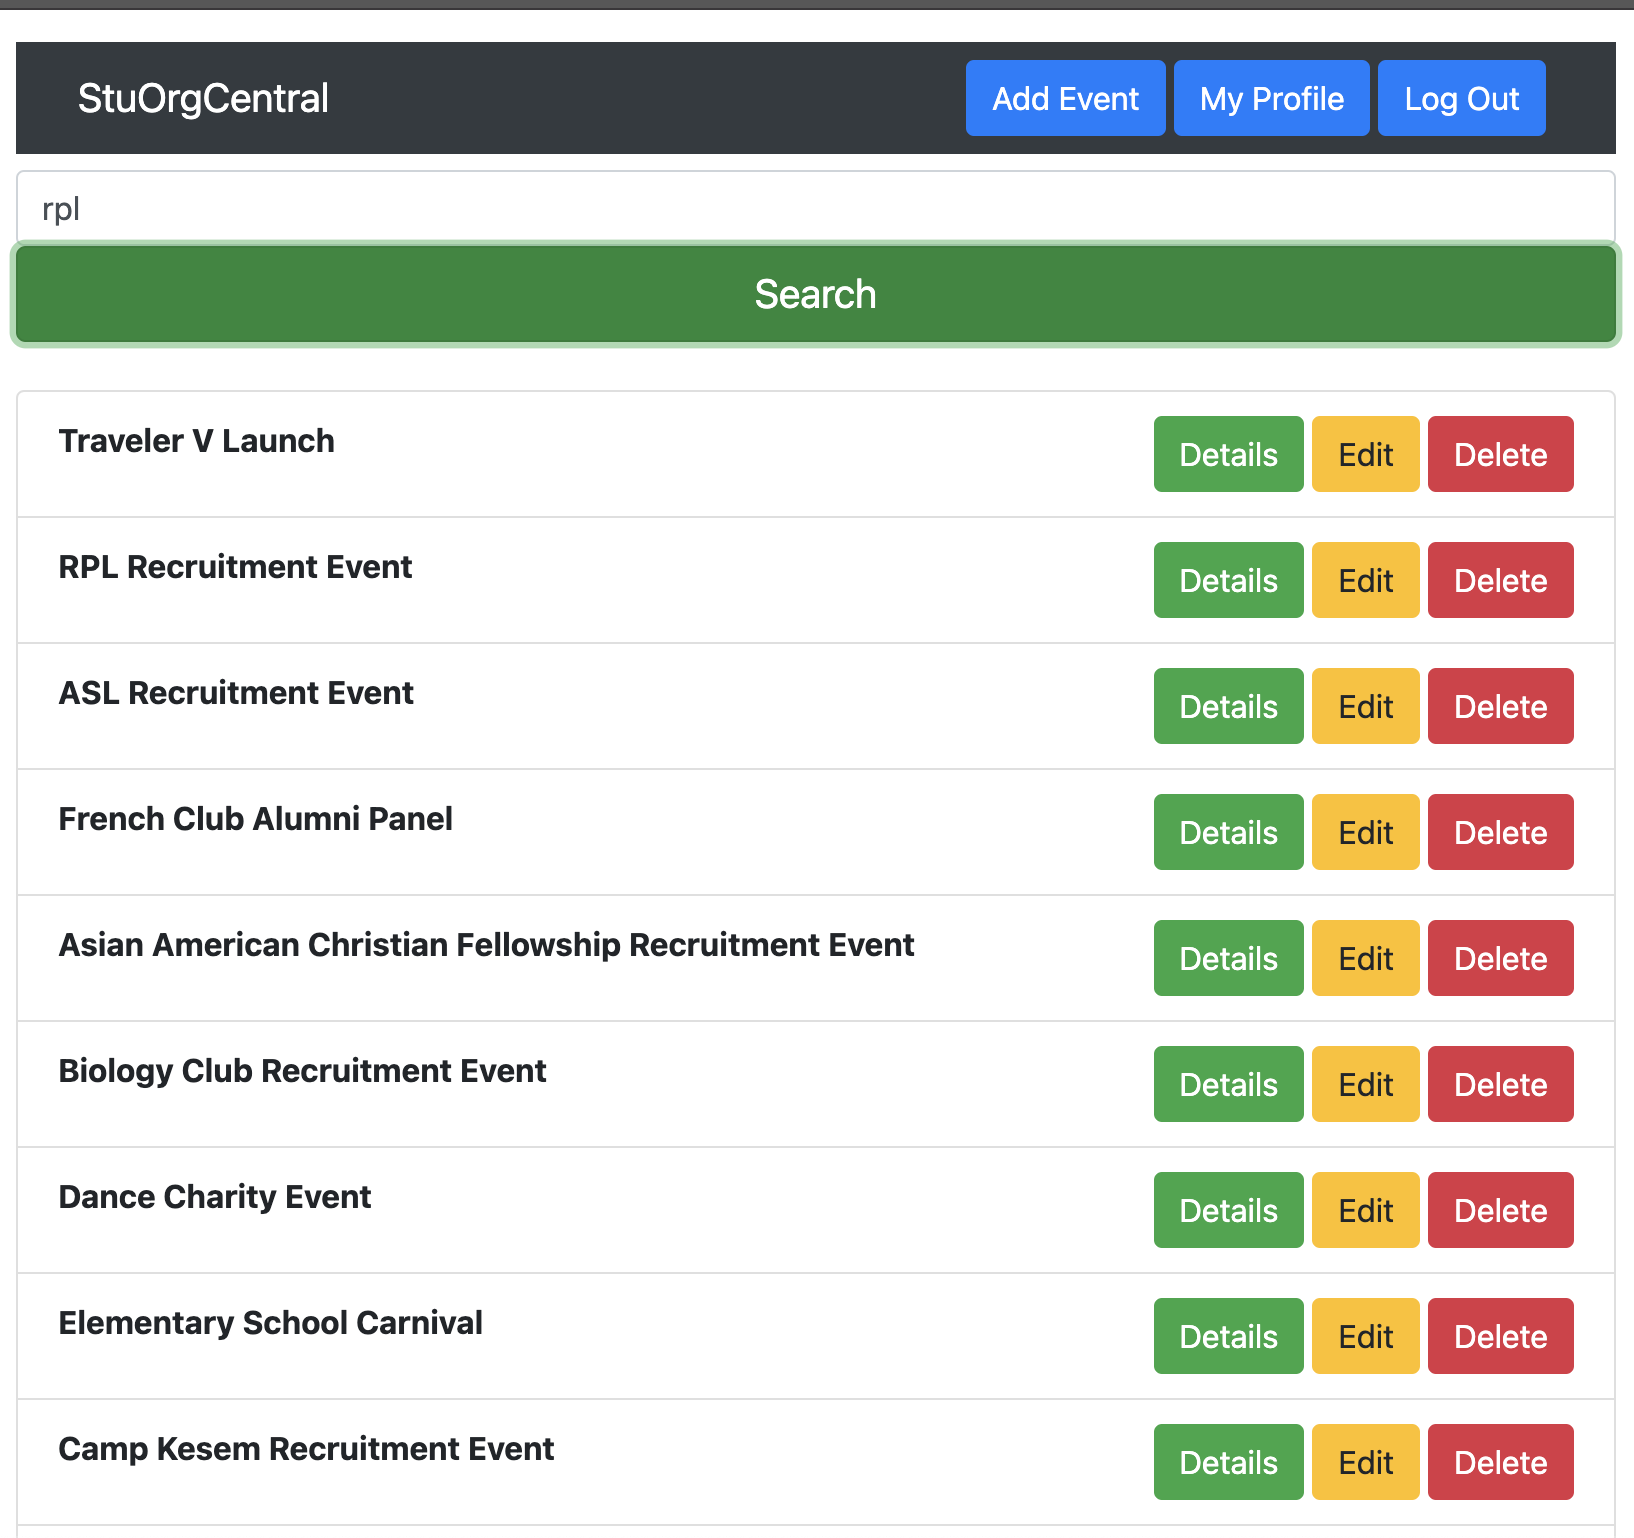 StuOrgCentral Add Event My Profile Log Out
rpl
Search
Traveler V Launch Details Edit Delete
RPL Recruitment Event Details Edit Delete
ASL Recruitment Event Details Edit Delete
French Club Alumni Panel Details Edit Delete
Asian American Christian Fellowship Recruitment Event Details Edit Delete
Biology Club Recruitment Event Details Edit Delete
Dance Charity Event Details Edit Delete
Elementary School Carnival Details Edit Delete
Camp Kesem Recruitment Event Details Edit Delete